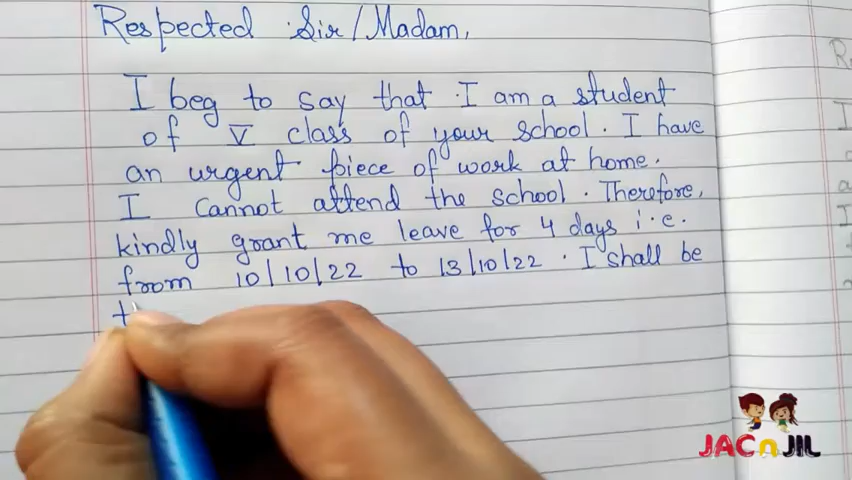 Respected Sir/Madam,
I beg to say that I am a student
of V class of your school. I have
an urgent piece of work at home.
I cannot attend the school. Therefore,
kindly grant me leave for 4 days i.e.
from 10/10/22 to 13/10/22. I shall be
t
JAC n JIL